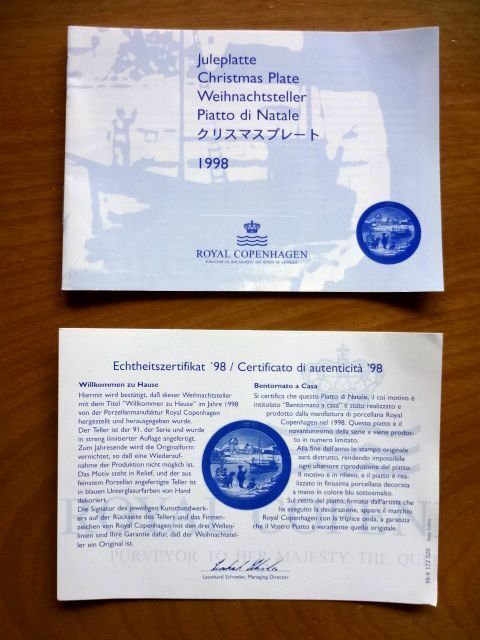 Juleplatte
Christmas Plate
Weihnachtsteller
Piatto di Natale
クリスマスプレート
1998
ROYAL COPENHAGEN
PURVEYOR TO HER MAJESTY THE QUEEN OF DENMARK
Echtheitszertifikat '98 / Certificato di autenticità '98
Willkommen zu Hause
Hiermit wird bestätigt, daß dieser Weihnachtsteller
mit dem Titel "Willkommen zu Hause" im Jahre 1998
von der Porzellanmanufaktur Royal Copenhagen
hergestellt und herausgegeben wurde.
Der Teller ist der 91. der Serie und wurde
in streng limitierter Auflage angefertigt.
Zum Jahresende wird die Originalform
vernichtet, so daß eine Wiederauf-
nahme der Produktion nicht möglich ist.
Das Motiv steht in Relief, und der aus
feinstem Porzellan angefertigte Teller ist
in blauen Unterglasurfarben von Hand
dekoriert.
Die Signatur des jeweiligen Kunsthandwerk-
ers auf der Rückseite des Tellers und das Firmen-
zeichen von Royal Copenhagen mit den drei Wellen-
linien sind Ihre Garantie dafür, daß der Weihnachtstel-
ler ein Original ist.
Bentornato a Casa
Si certifica che questo Piatto di Natale, il cui motivo è
intitolato "Bentornato a casa" è stato realizzato e
prodotto dalla manifattura di porcellana Royal
Copenhagen nel 1998. Questo piatto è il
novantunesimo della serie e viene prodot-
to in numero limitato.
Alla fine dell'anno lo stampo originale
sarà distrutto, rendendo impossibile
ogni ulteriore riproduzione del piatto.
Il motivo è in rilievo, e il piatto è rea-
lizzato in finissima porcellana decorata
a mano in colore blu sottosmalto.
Sul retro del piatto, firmato dall'artista che
ha eseguito la decorazione, appare il marchio
Royal Copenhagen con la triplice onda, a garanzia
che il Vostro Piatto è veramente quello originale.
PURVEYOR TO HER MAJESTY THE QU
Leonhard Schrøder, Managing Director
99-9 172 020